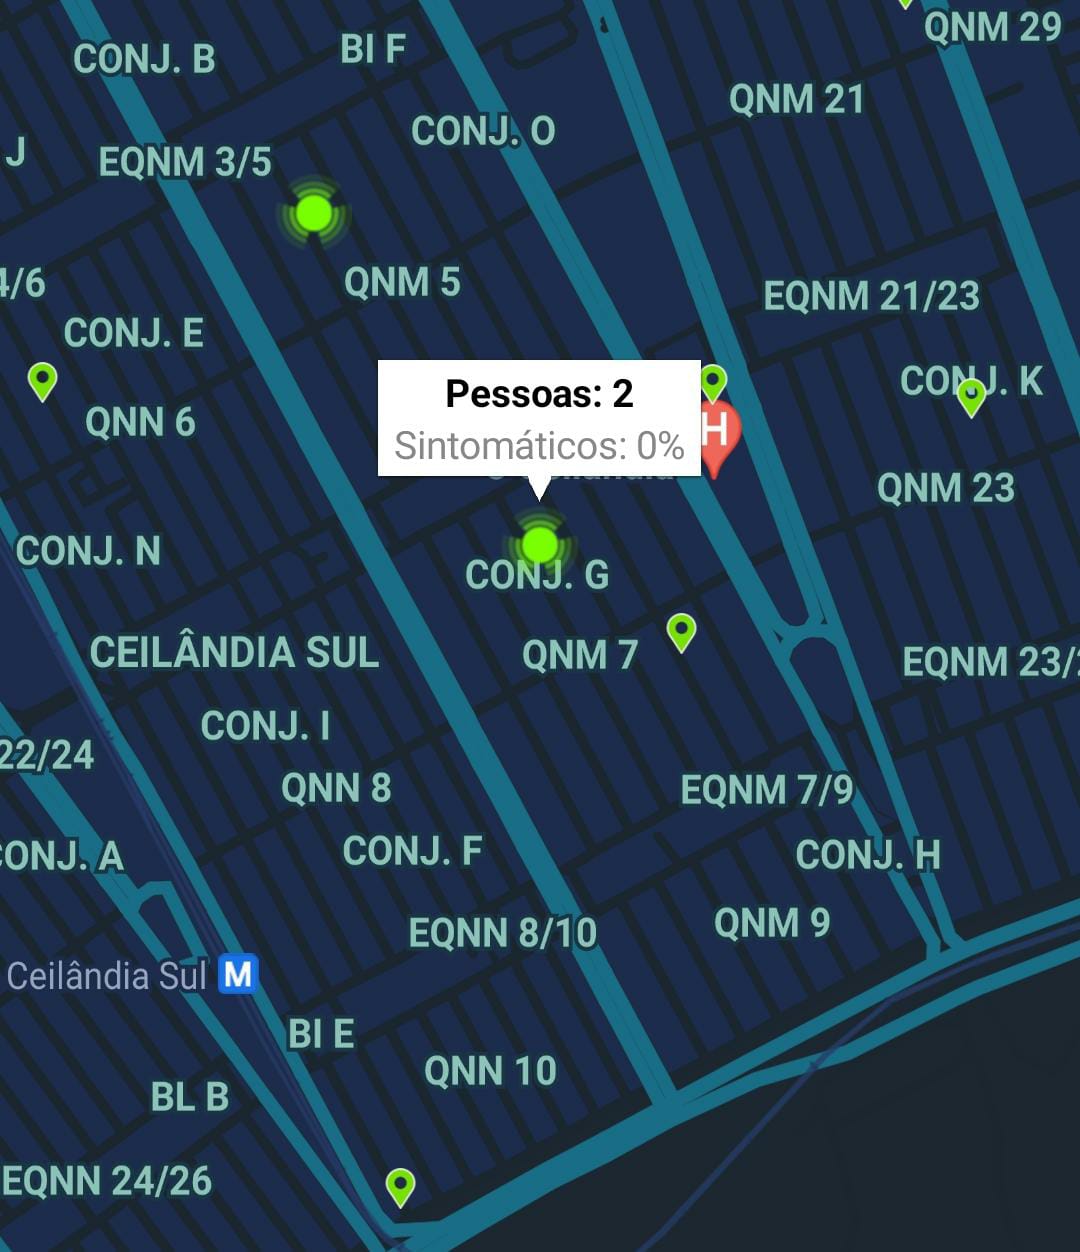 QNM 29
CONJ. B
BI F
QNM 21
CONJ. O
J
EQNM 3/5
QNM 5
4/6
EQNM 21/23
CONJ. E
CONJ. K
Pessoas: 2
QNN 6
H
Sintomáticos: 0%
QNM 23
CONJ. N
CONJ. G
CEILÂNDIA SUL
QNM 7
EQNM 23/
CONJ. I
22/24
QNN 8
EQNM 7/9
CONJ. F
CONJ. A
CONJ. H
EQNN 8/10
QNM 9
Ceilândia Sul M
BI E
QNN 10
BL B
EQNN 24/26